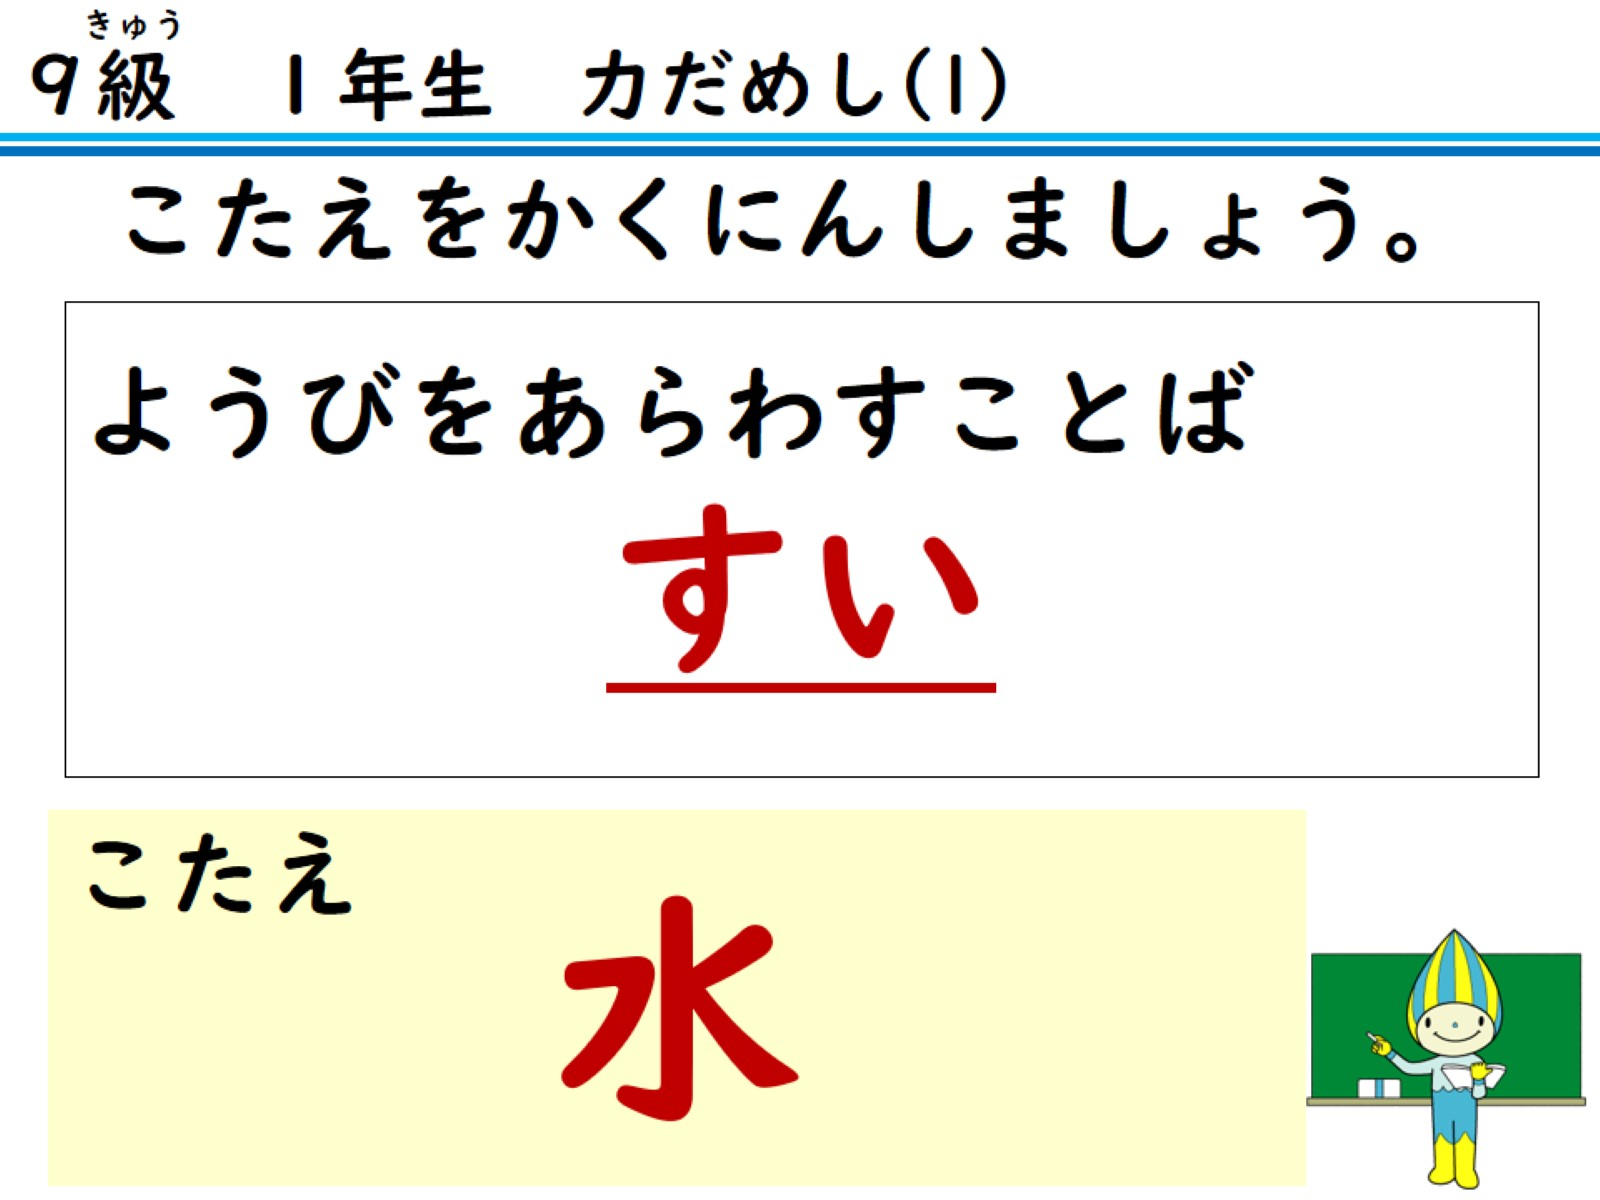 きゅう
９級　１年生　力だめし(１)
こたえをかくにんしましょう。
ようびをあらわすことば
すい
こたえ
水